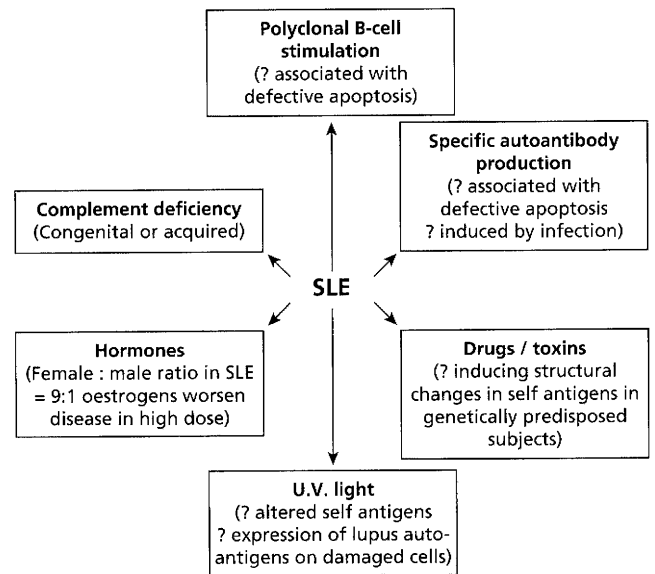 Polyclonal B-cell
stimulation
(? associated with
defective apoptosis)
Specific autoantibody
production
(? associated with
defective apoptosis
? induced by infection)
Complement deficiency
(Congenital or acquired)
SLE
Hormones
(Female : male ratio in SLE
= 9:1 oestrogens worsen
disease in high dose)
Drugs / toxins
(? inducing structural
changes in self antigens in
genetically predisposed
subjects)
U.V. light
(? altered self antigens
? expression of lupus auto-
antigens on damaged cells)